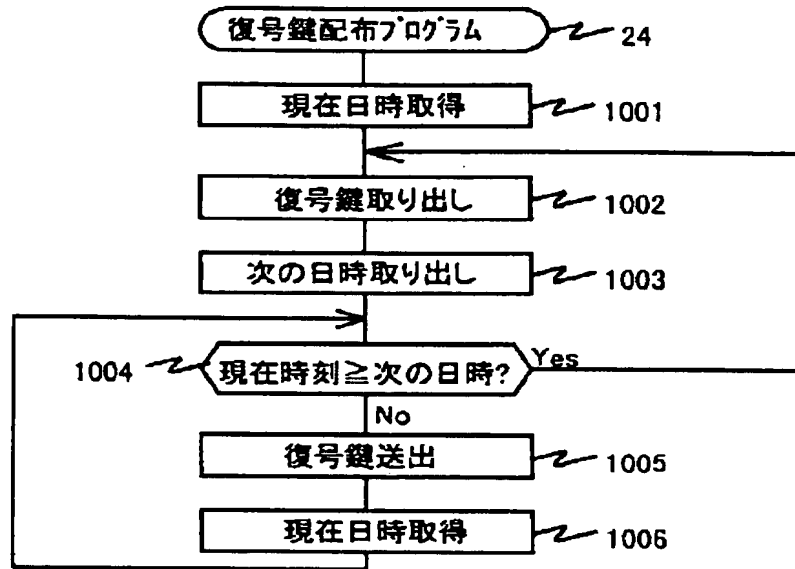 復号鍵配布ﾌﾟﾛｸﾞﾗﾑ 24
現在日時取得 1001
復号鍵取り出し 1002
次の日時取り出し 1003
1004 現在時刻≧次の日時? Yes
No
復号鍵送出 1005
現在日時取得 1006